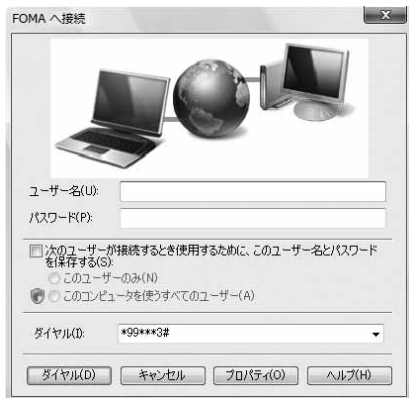 FOMA へ接続
ユーザー名(U):
パスワード(P):
次のユーザーが接続するとき使用するために、このユーザー名とパスワード
を保存する(S):
このユーザーのみ(N)
このコンピュータを使うすべてのユーザー(A)
ダイヤル(I): *99***3#
ダイヤル(D) キャンセル プロパティ(O) ヘルプ(H)